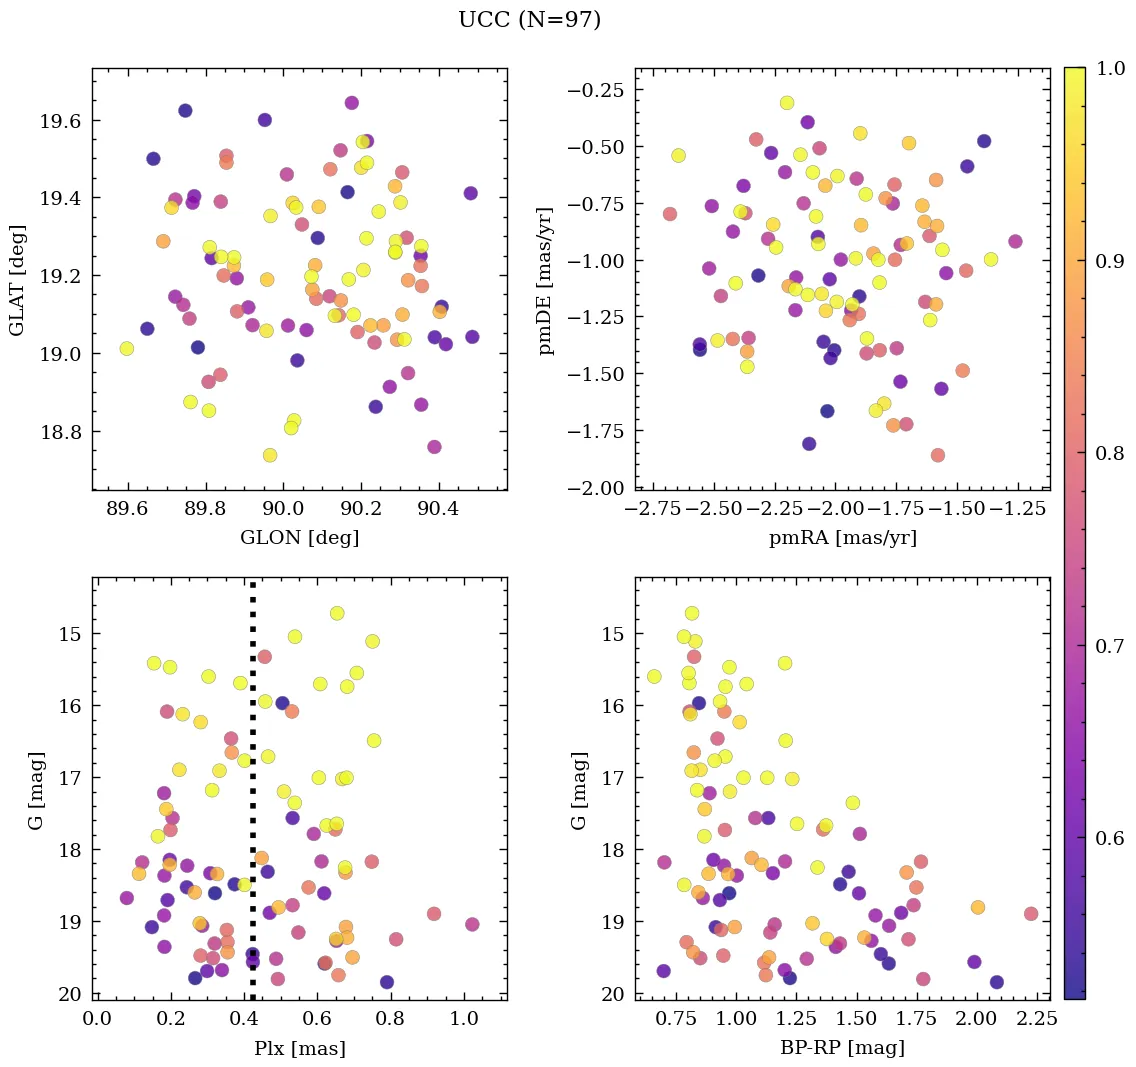 UCC (N=97)
19.6
19.4
19.2
19.0
18.8
GLAT [deg]
89.6 89.8 90.0 90.2 90.4
GLON [deg]
−0.25
−0.50
−0.75
−1.00
−1.25
−1.50
−1.75
−2.00
pmDE [mas/yr]
−2.75 −2.50 −2.25 −2.00 −1.75 −1.50 −1.25
pmRA [mas/yr]
1.0
0.9
0.8
0.7
0.6
15
16
17
18
19
20
G [mag]
0.0 0.2 0.4 0.6 0.8 1.0
Plx [mas]
15
16
17
18
19
20
G [mag]
0.75 1.00 1.25 1.50 1.75 2.00 2.25
BP-RP [mag]